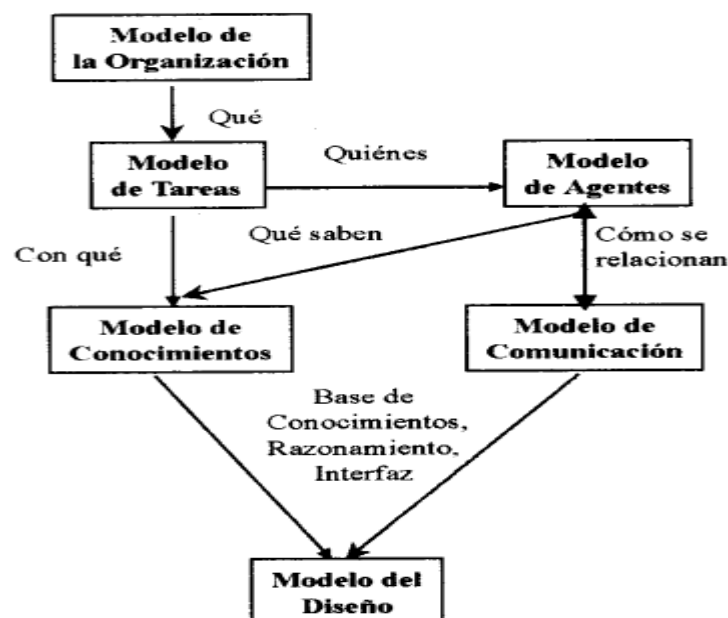 Modelo de
la Organización
Qué
Modelo
de Tareas
Quiénes
Modelo
de Agentes
Con qué
Qué saben
Cómo se
relacionan
Modelo de
Conocimientos
Modelo de
Comunicación
Base de
Conocimientos,
Razonamiento,
Interfaz
Modelo del
Diseño